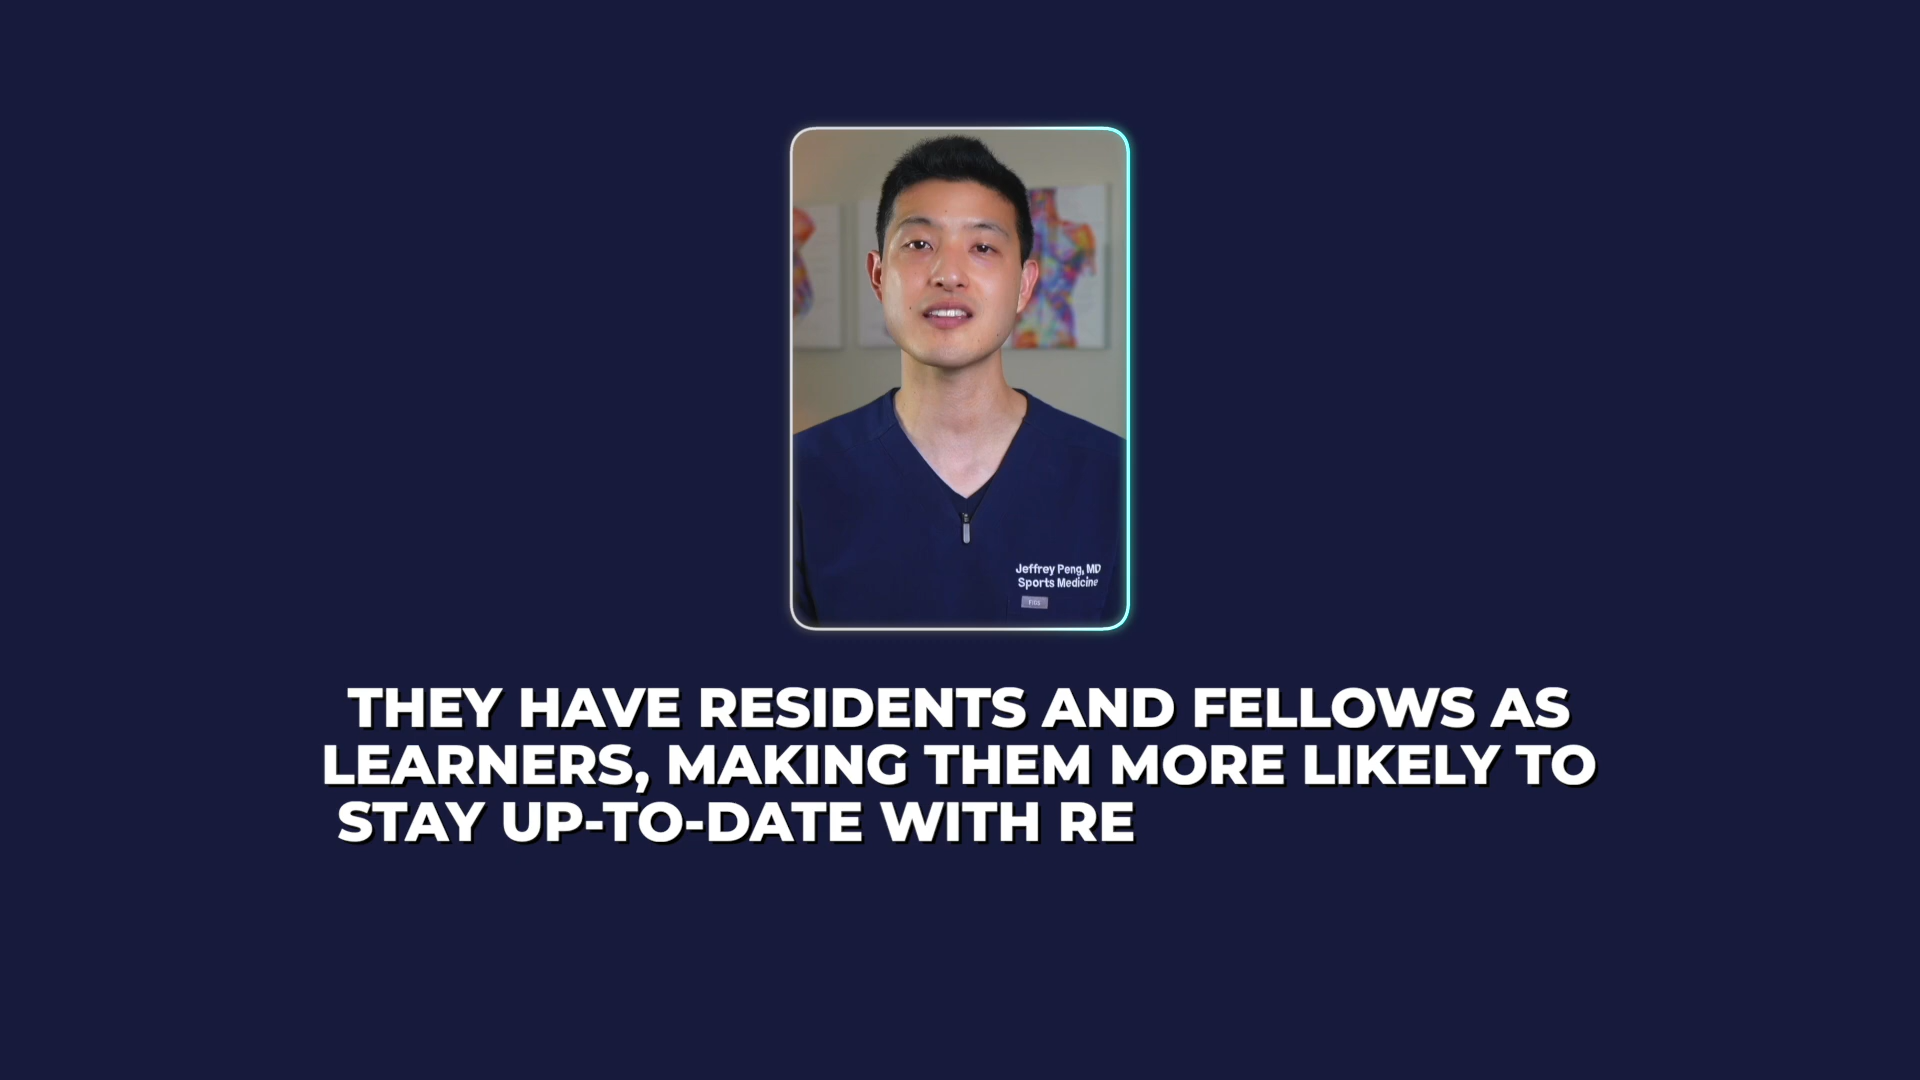 Jeffrey Peng, MD
Sports Medicine
THEY HAVE RESIDENTS AND FELLOWS AS
LEARNERS, MAKING THEM MORE LIKELY TO
STAY UP-TO-DATE WITH RE